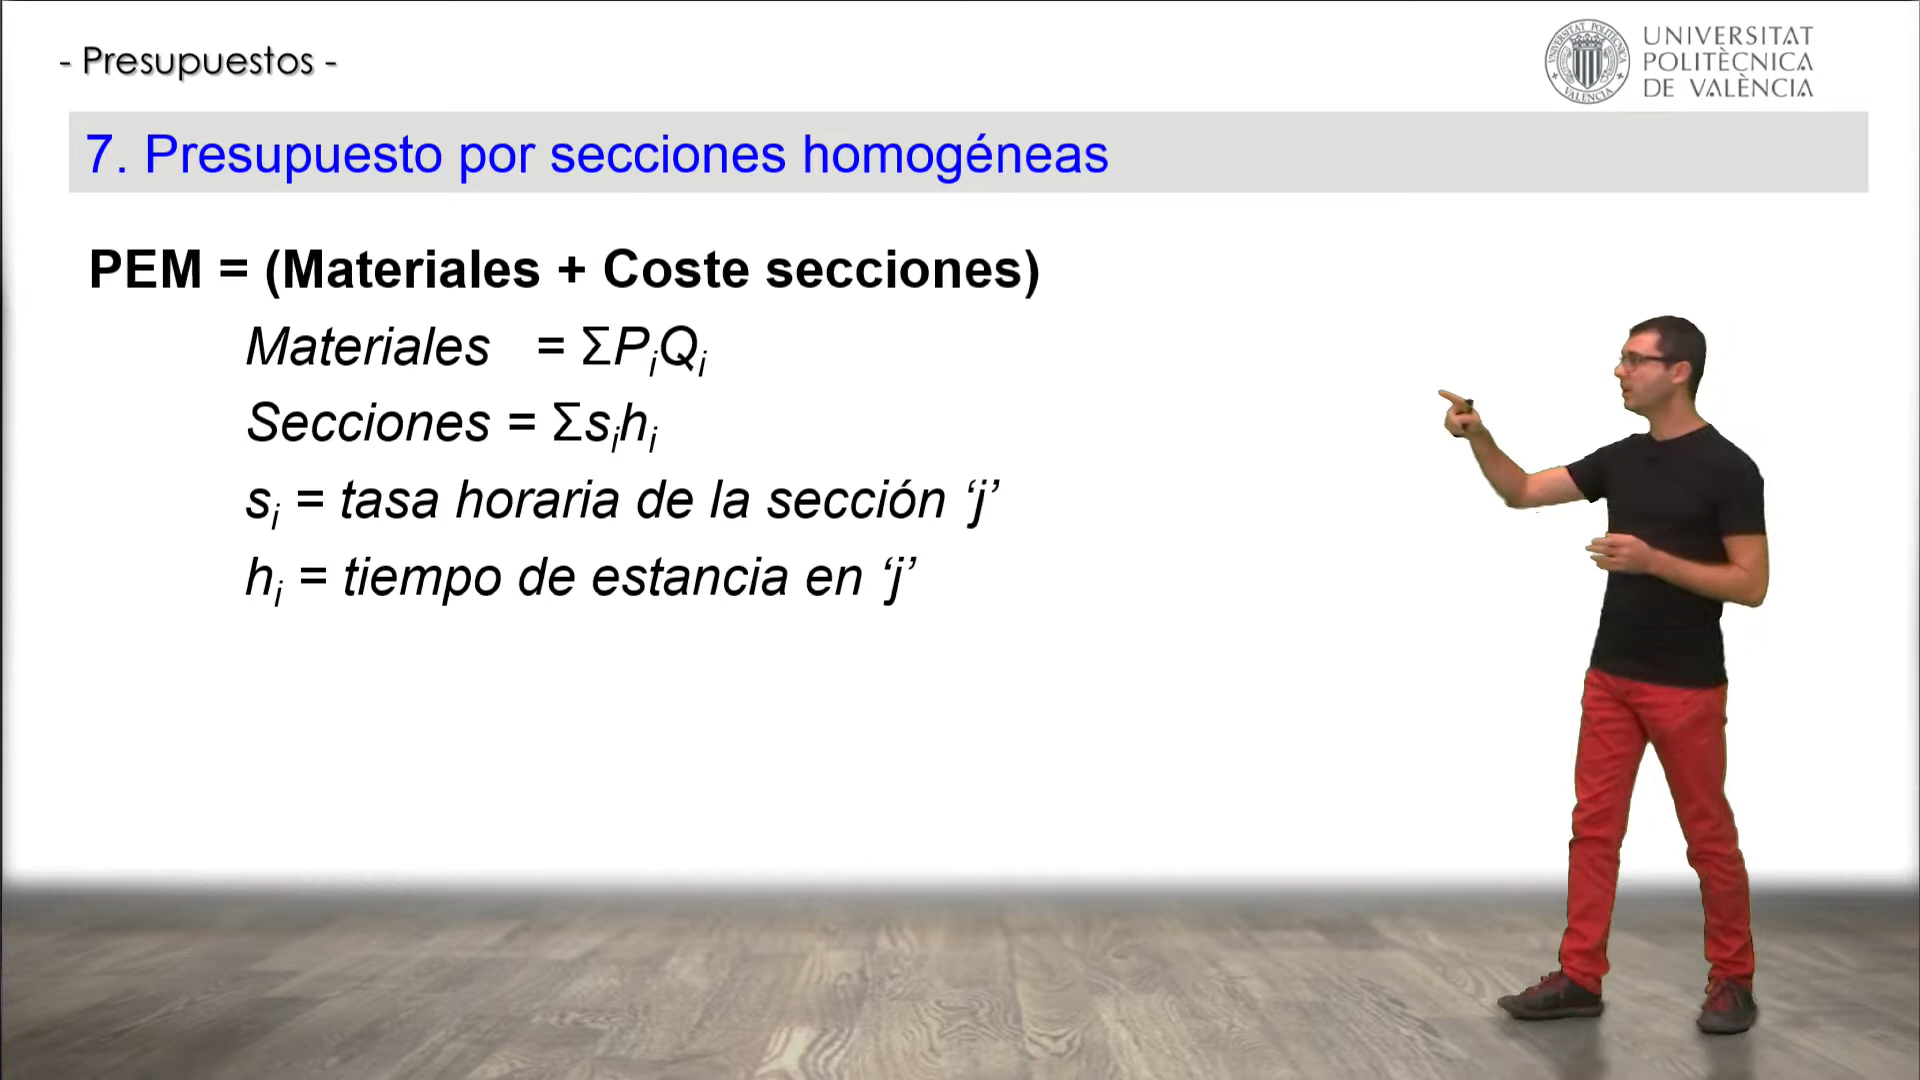 - Presupuestos -
UNIVERSITAT
POLITÈCNICA
DE VALÈNCIA
7. Presupuesto por secciones homogéneas
PEM = (Materiales + Coste secciones)
Materiales = ΣPiQi
Secciones = Σsihi
si = tasa horaria de la sección ‘j’
hi = tiempo de estancia en ‘j’